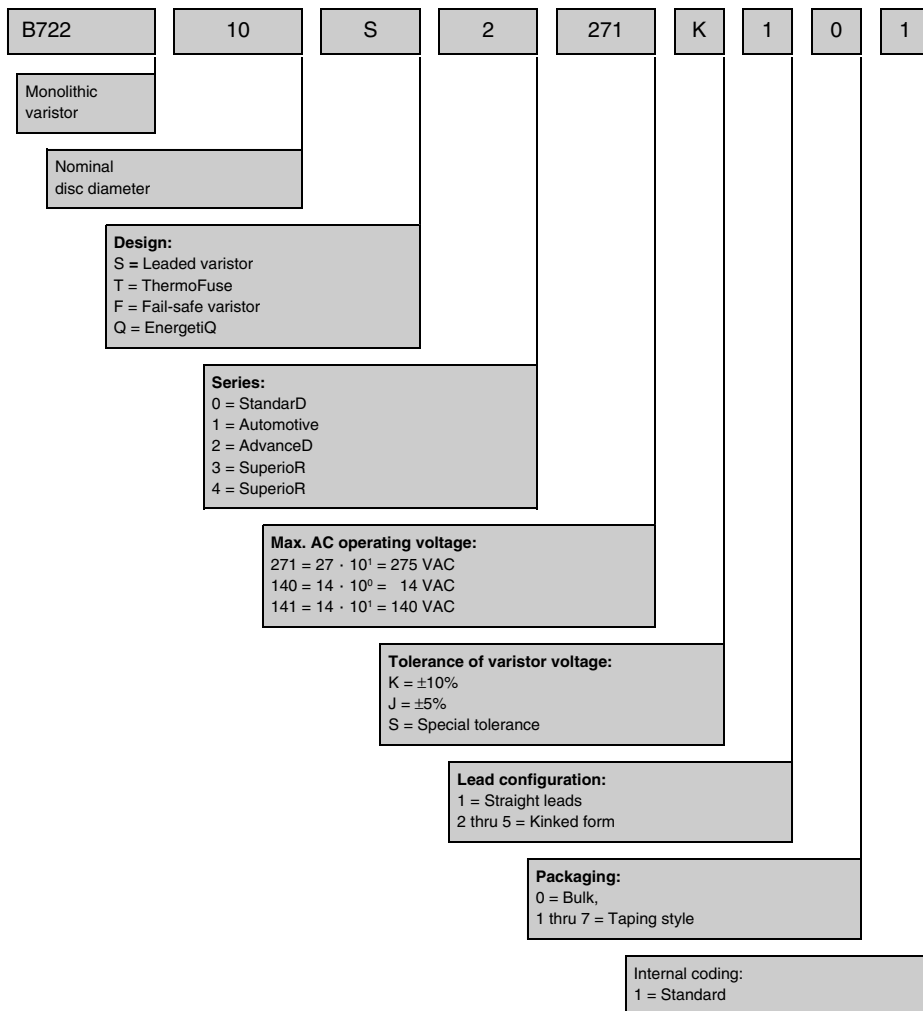 B722 10 S 2 271 K 1 0 1
Monolithic
varistor
Nominal
disc diameter
Design:
S = Leaded varistor
T = ThermoFuse
F = Fail-safe varistor
Q = EnergetiQ
Series:
0 = StandarD
1 = Automotive
2 = AdvanceD
3 = SuperioR
4 = SuperioR
Max. AC operating voltage:
271 = 27 · 10¹ = 275 VAC
140 = 14 · 10⁰ = 14 VAC
141 = 14 · 10¹ = 140 VAC
Tolerance of varistor voltage:
K = ±10%
J = ±5%
S = Special tolerance
Lead configuration:
1 = Straight leads
2 thru 5 = Kinked form
Packaging:
0 = Bulk,
1 thru 7 = Taping style
Internal coding:
1 = Standard